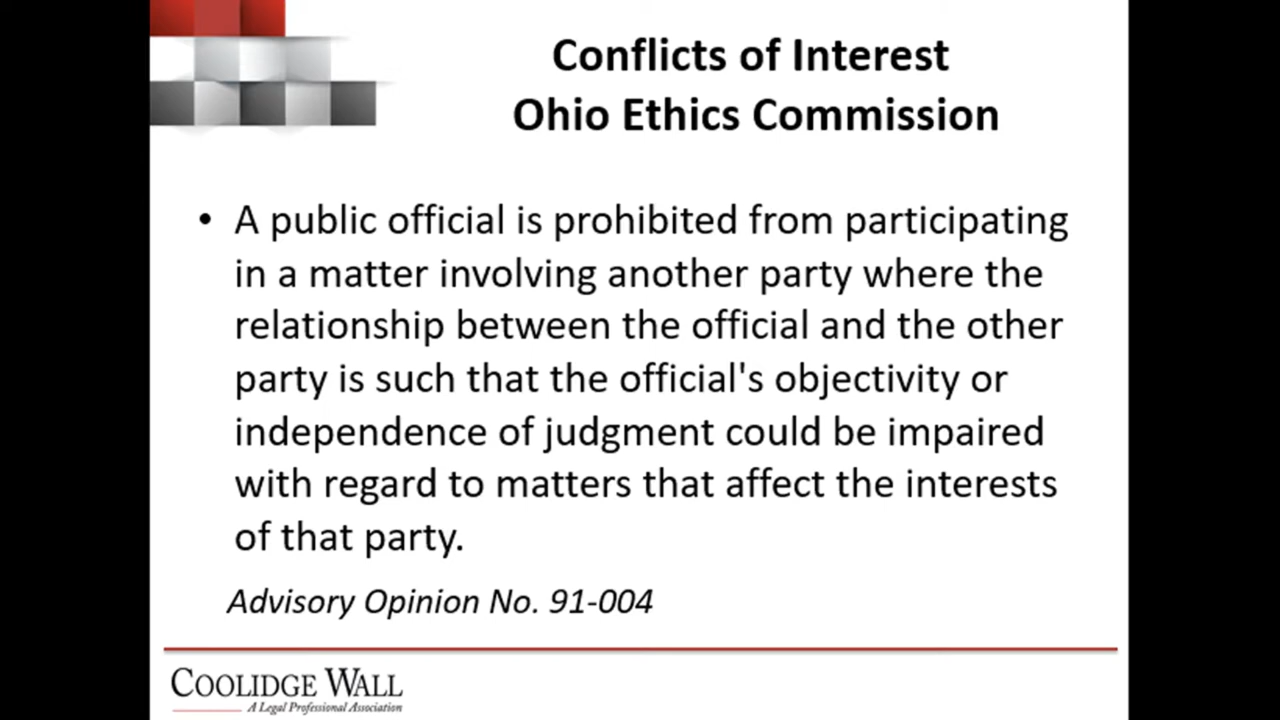 Conflicts of Interest
Ohio Ethics Commission
• A public official is prohibited from participating
in a matter involving another party where the
relationship between the official and the other
party is such that the official's objectivity or
independence of judgment could be impaired
with regard to matters that affect the interests
of that party.
Advisory Opinion No. 91-004
COOLIDGE WALL
A Legal Professional Association